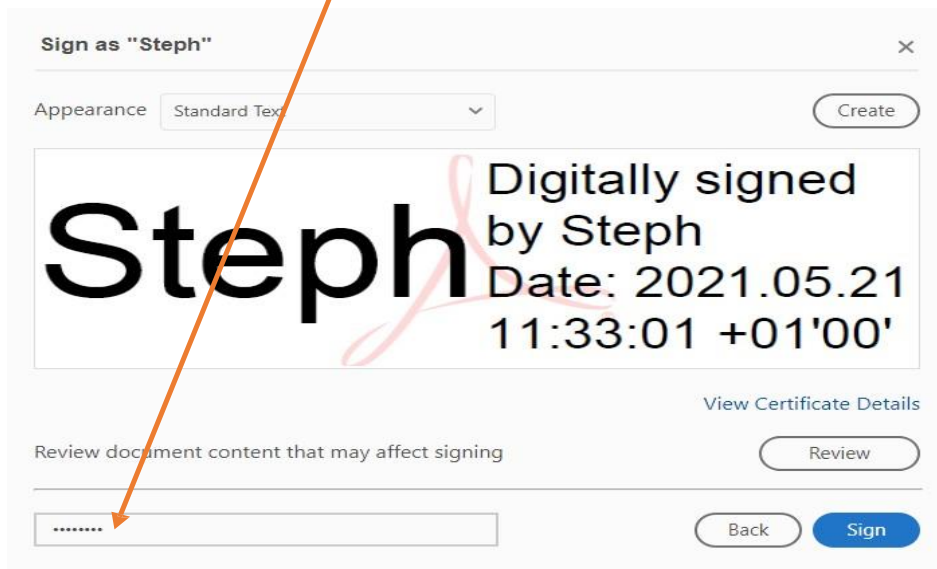 Sign as "Steph"
Appearance Standard Text Create
Steph
Digitally signed
by Steph
Date: 2021.05.21
11:33:01 +01'00'
View Certificate Details
Review document content that may affect signing Review
•••••••• Back Sign